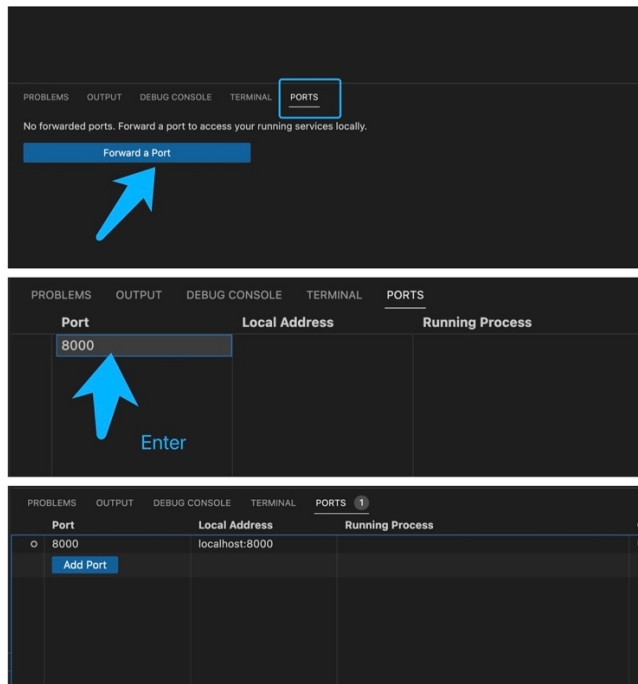 PROBLEMS OUTPUT DEBUG CONSOLE TERMINAL PORTS
No forwarded ports. Forward a port to access your running services locally.
Forward a Port
PROBLEMS OUTPUT DEBUG CONSOLE TERMINAL PORTS
Port Local Address Running Process
8000
Enter
PROBLEMS OUTPUT DEBUG CONSOLE TERMINAL PORTS 1
Port Local Address Running Process
8000 localhost:8000
Add Port